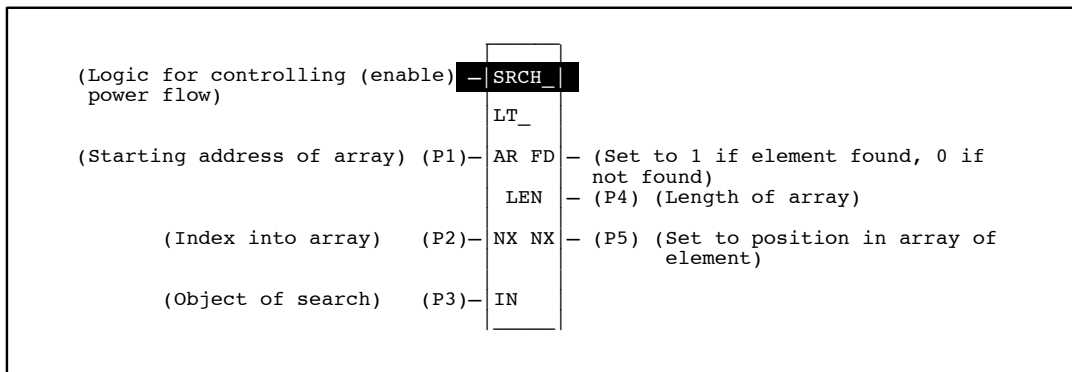 (Logic for controlling (enable) – SRCH_
power flow)
LT_
(Starting address of array) (P1)– AR FD – (Set to 1 if element found, 0 if
not found)
LEN – (P4) (Length of array)
(Index into array) (P2)– NX NX – (P5) (Set to position in array of
element)
(Object of search) (P3)– IN